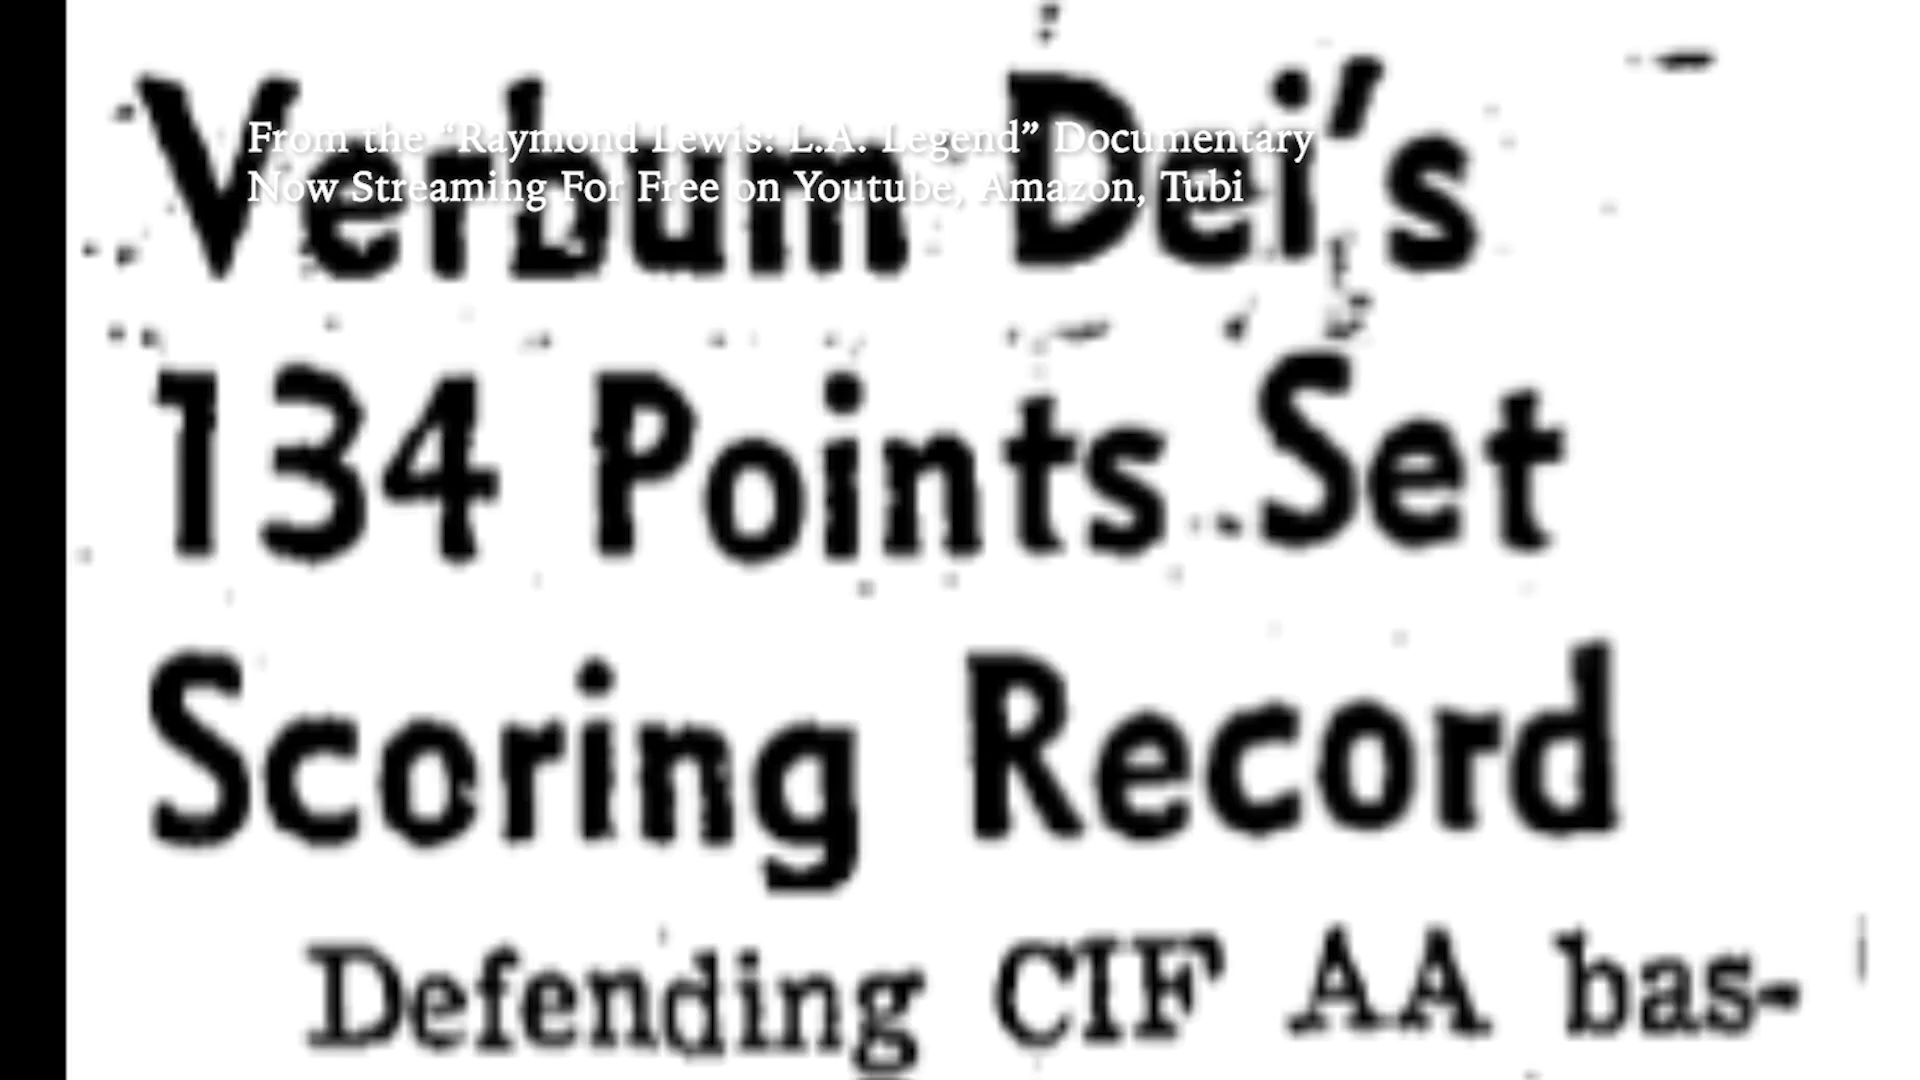 From the “Raymond Lewis: L.A. Legend” Documentary
Now Streaming For Free on Youtube, Amazon, Tubi
Verbum Dei's
134 Points Set
Scoring Record
Defending CIF AA bas-